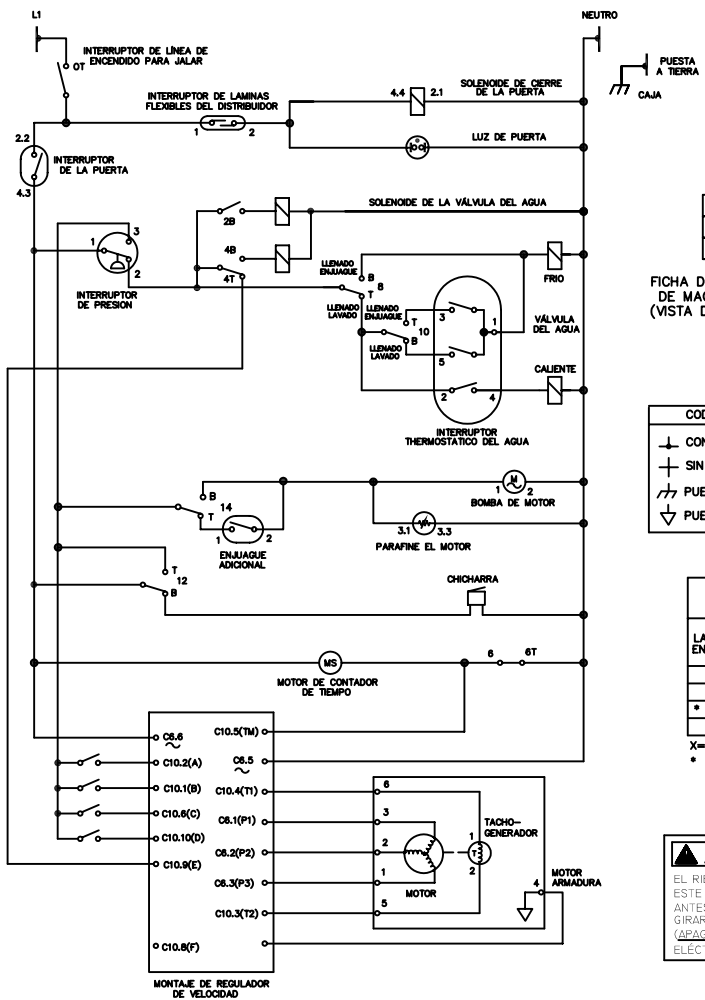 L1
NEUTRO
INTERRUPTOR DE LÍNEA DE
ENCENDIDO PARA JALAR
OT
PUESTA
A TIERRA
CAJA
INTERRUPTOR DE LAMINAS
FLEXIBLES DEL DISTRIBUIDOR
1 2
4.4 2.1
SOLENOIDE DE CIERRE
DE LA PUERTA
LUZ DE PUERTA
2.2
INTERRUPTOR
DE LA PUERTA
4.3
SOLENOIDE DE LA VÁLVULA DEL AGUA
2B
4B
4T
3
1
2
INTERRUPTOR
DE PRESION
LLENADO
ENJUAGUE
B
8
T
LLENADO
LAVADO
LLENADO
ENJUAGUE
T
10
B
LLENADO
LAVADO
3
1
5
2 4
FRIO
VÁLVULA
DEL AGUA
CALIENTE
INTERRUPTOR
THERMOSTATICO DEL AGUA
FICHA D
DE MA
(VISTA D
COD
CON
SIN
PUE
PUE
B
14
T
1 2
ENJUAGUE
ADICIONAL
M
1 2
BOMBA DE MOTOR
3.1 3.3
PARAFINE EL MOTOR
T
12
B
CHICHARRA
MS
MOTOR DE CONTADOR
DE TIEMPO
6 6T
LA
EN
*
X=
*
C6.6
C10.2(A)
C10.1(B)
C10.6(C)
C10.10(D)
C10.9(E)
C10.8(F)
C10.5(TM)
C6.5
C10.4(T1)
C6.1(P1)
C6.2(P2)
C6.3(P3)
C10.3(T2)
6
3
2
1
5
MOTOR
TACHO-
GENERADOR
1
T
2
4
MOTOR
ARMADURA
MONTAJE DE REGULADOR
DE VELOCIDAD
EL RIE
ESTE
ANTES
GIRAR
(APAG
ELÉCT